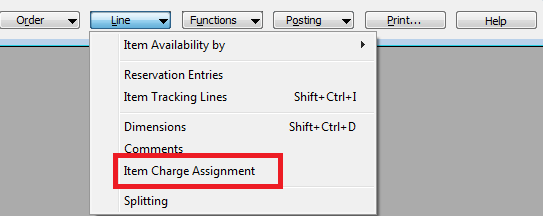 Order Line Functions Posting Print... Help
Item Availability by
Reservation Entries
Item Tracking Lines Shift+Ctrl+I
Dimensions Shift+Ctrl+D
Comments
Item Charge Assignment
Splitting